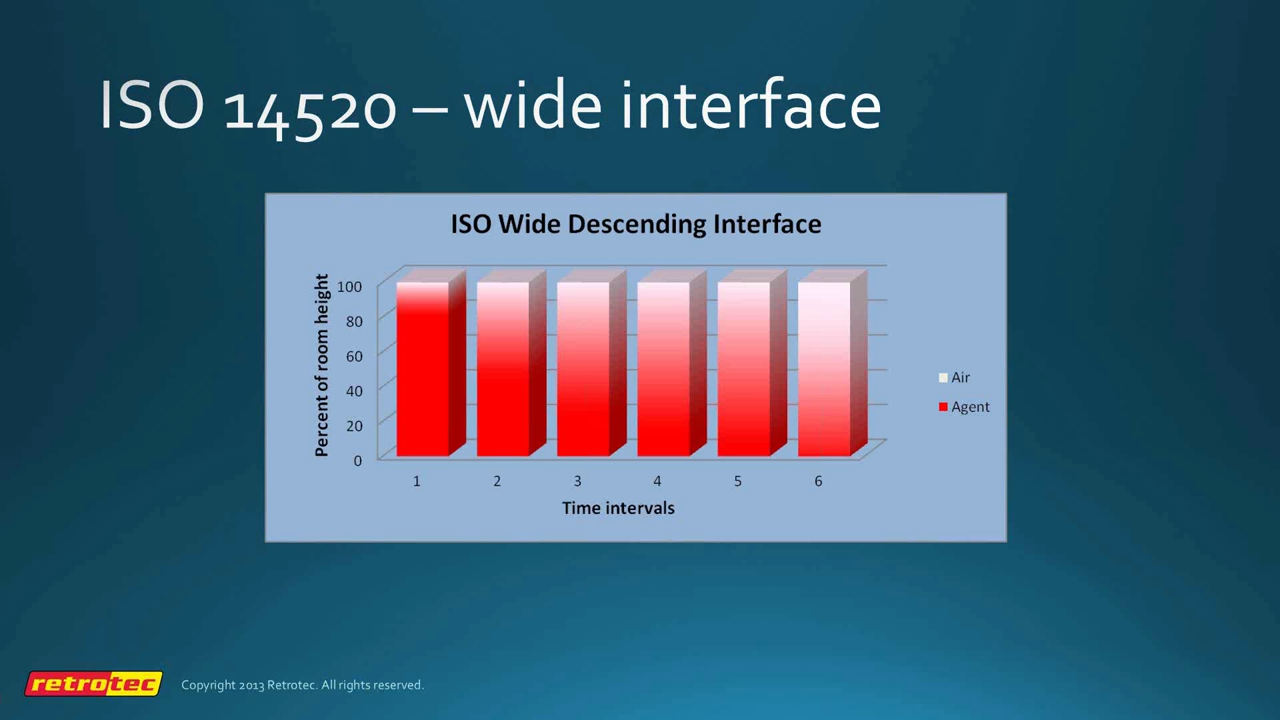 ISO 14520 – wide interface
ISO Wide Descending Interface
Percent of room height
100
80
60
40
20
0
1 2 3 4 5 6
Time intervals
Air
Agent
retrotec
Copyright 2013 Retrotec. All rights reserved.